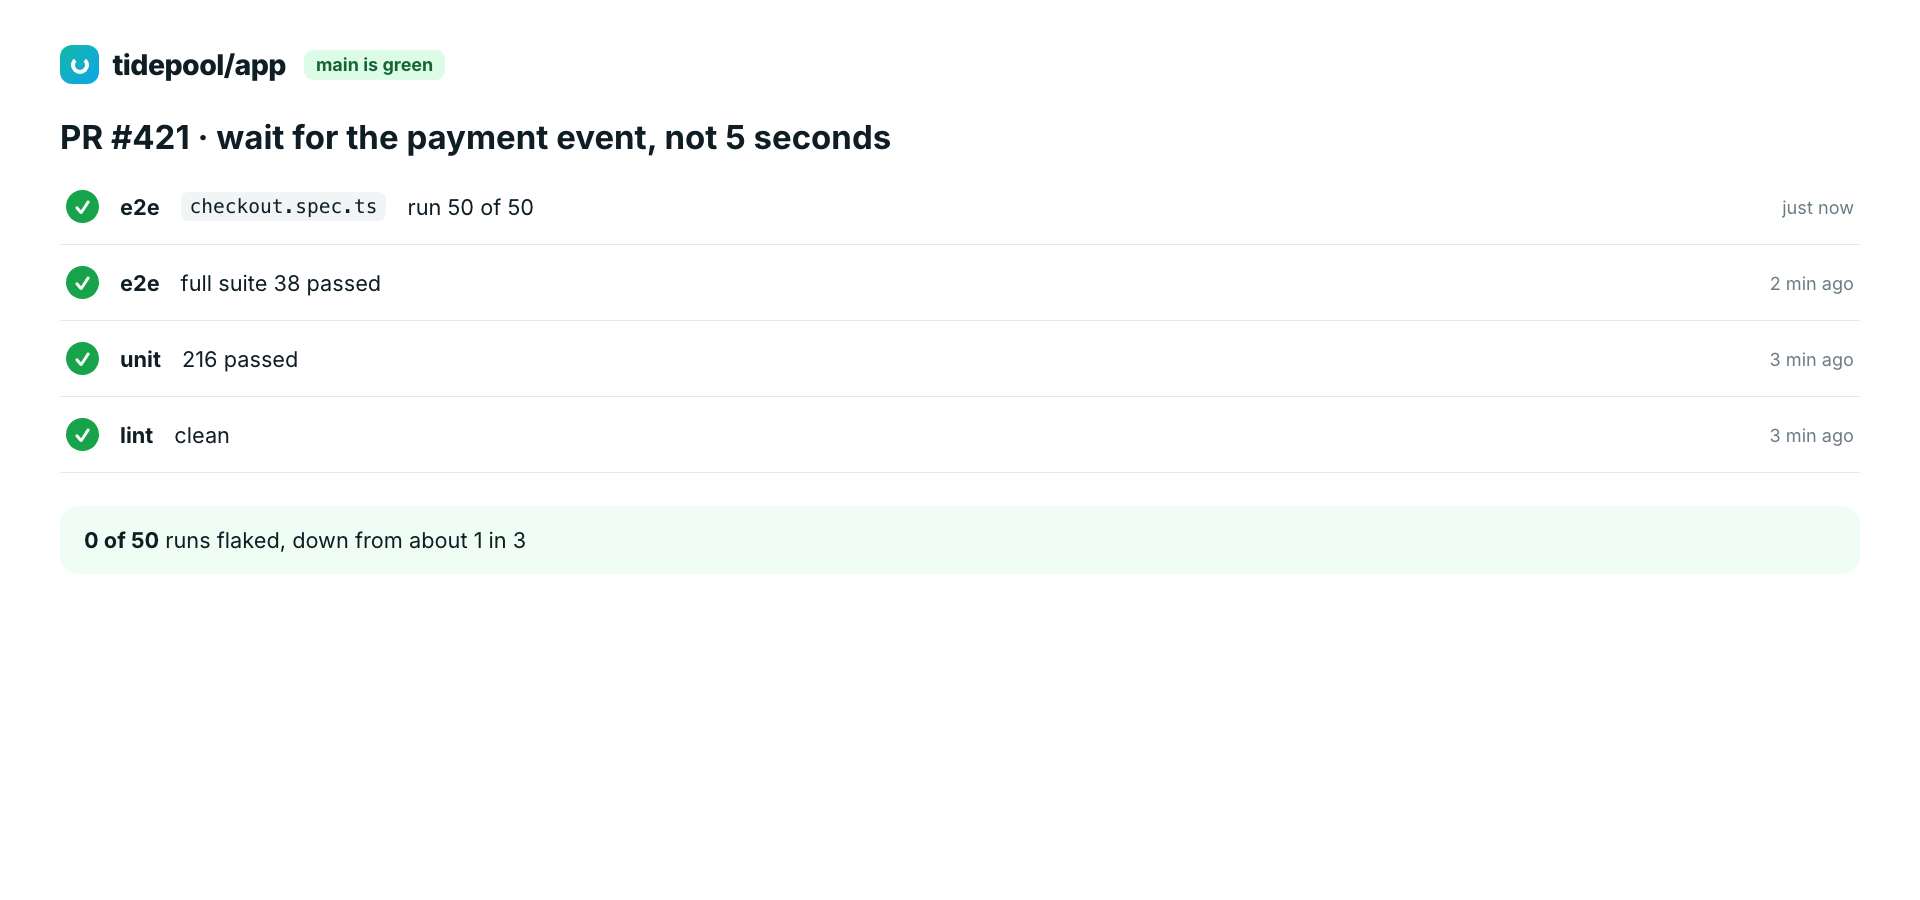 tidepool/app main is green
PR #421 · wait for the payment event, not 5 seconds
e2e checkout.spec.ts run 50 of 50 just now
e2e full suite 38 passed 2 min ago
unit 216 passed 3 min ago
lint clean 3 min ago
0 of 50 runs flaked, down from about 1 in 3